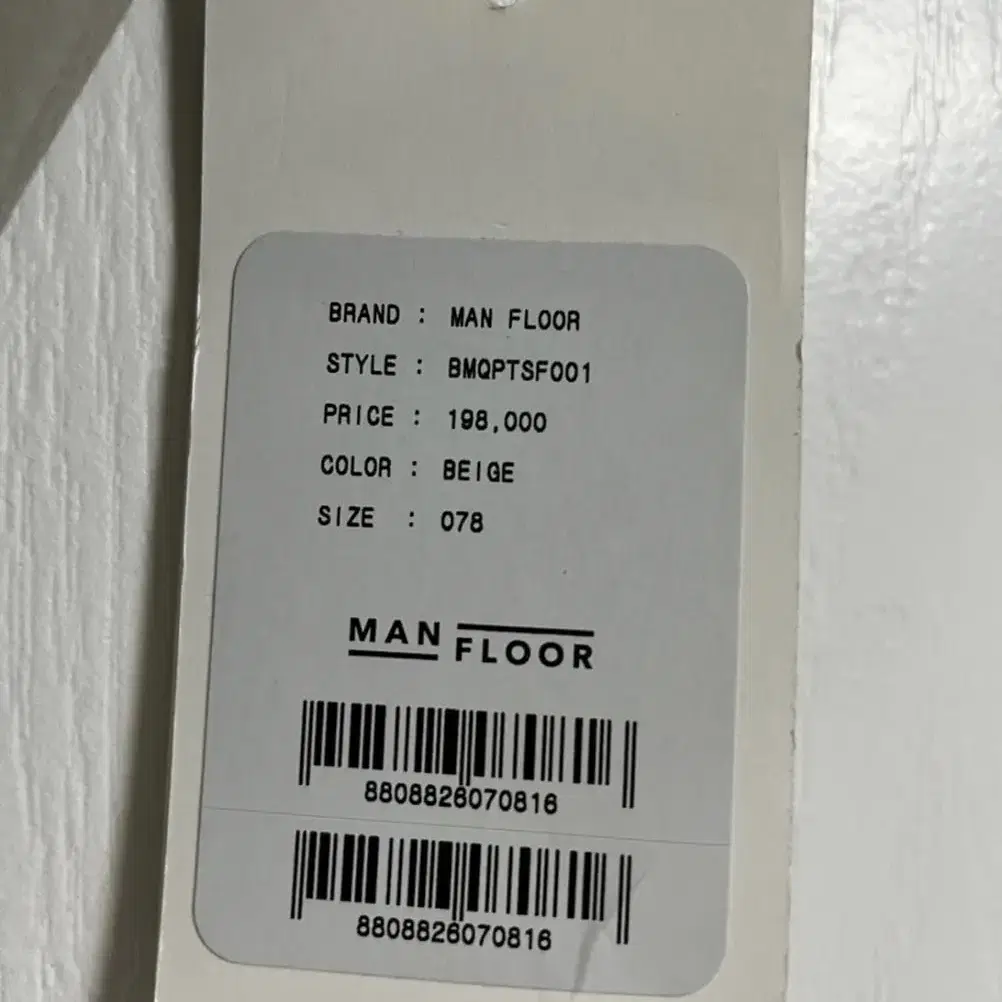 BRAND : MAN FLOOR
STYLE : BMQPTSF001
PRICE : 198,000
COLOR : BEIGE
SIZE : 078
MAN FLOOR
8808826070816
8808826070816